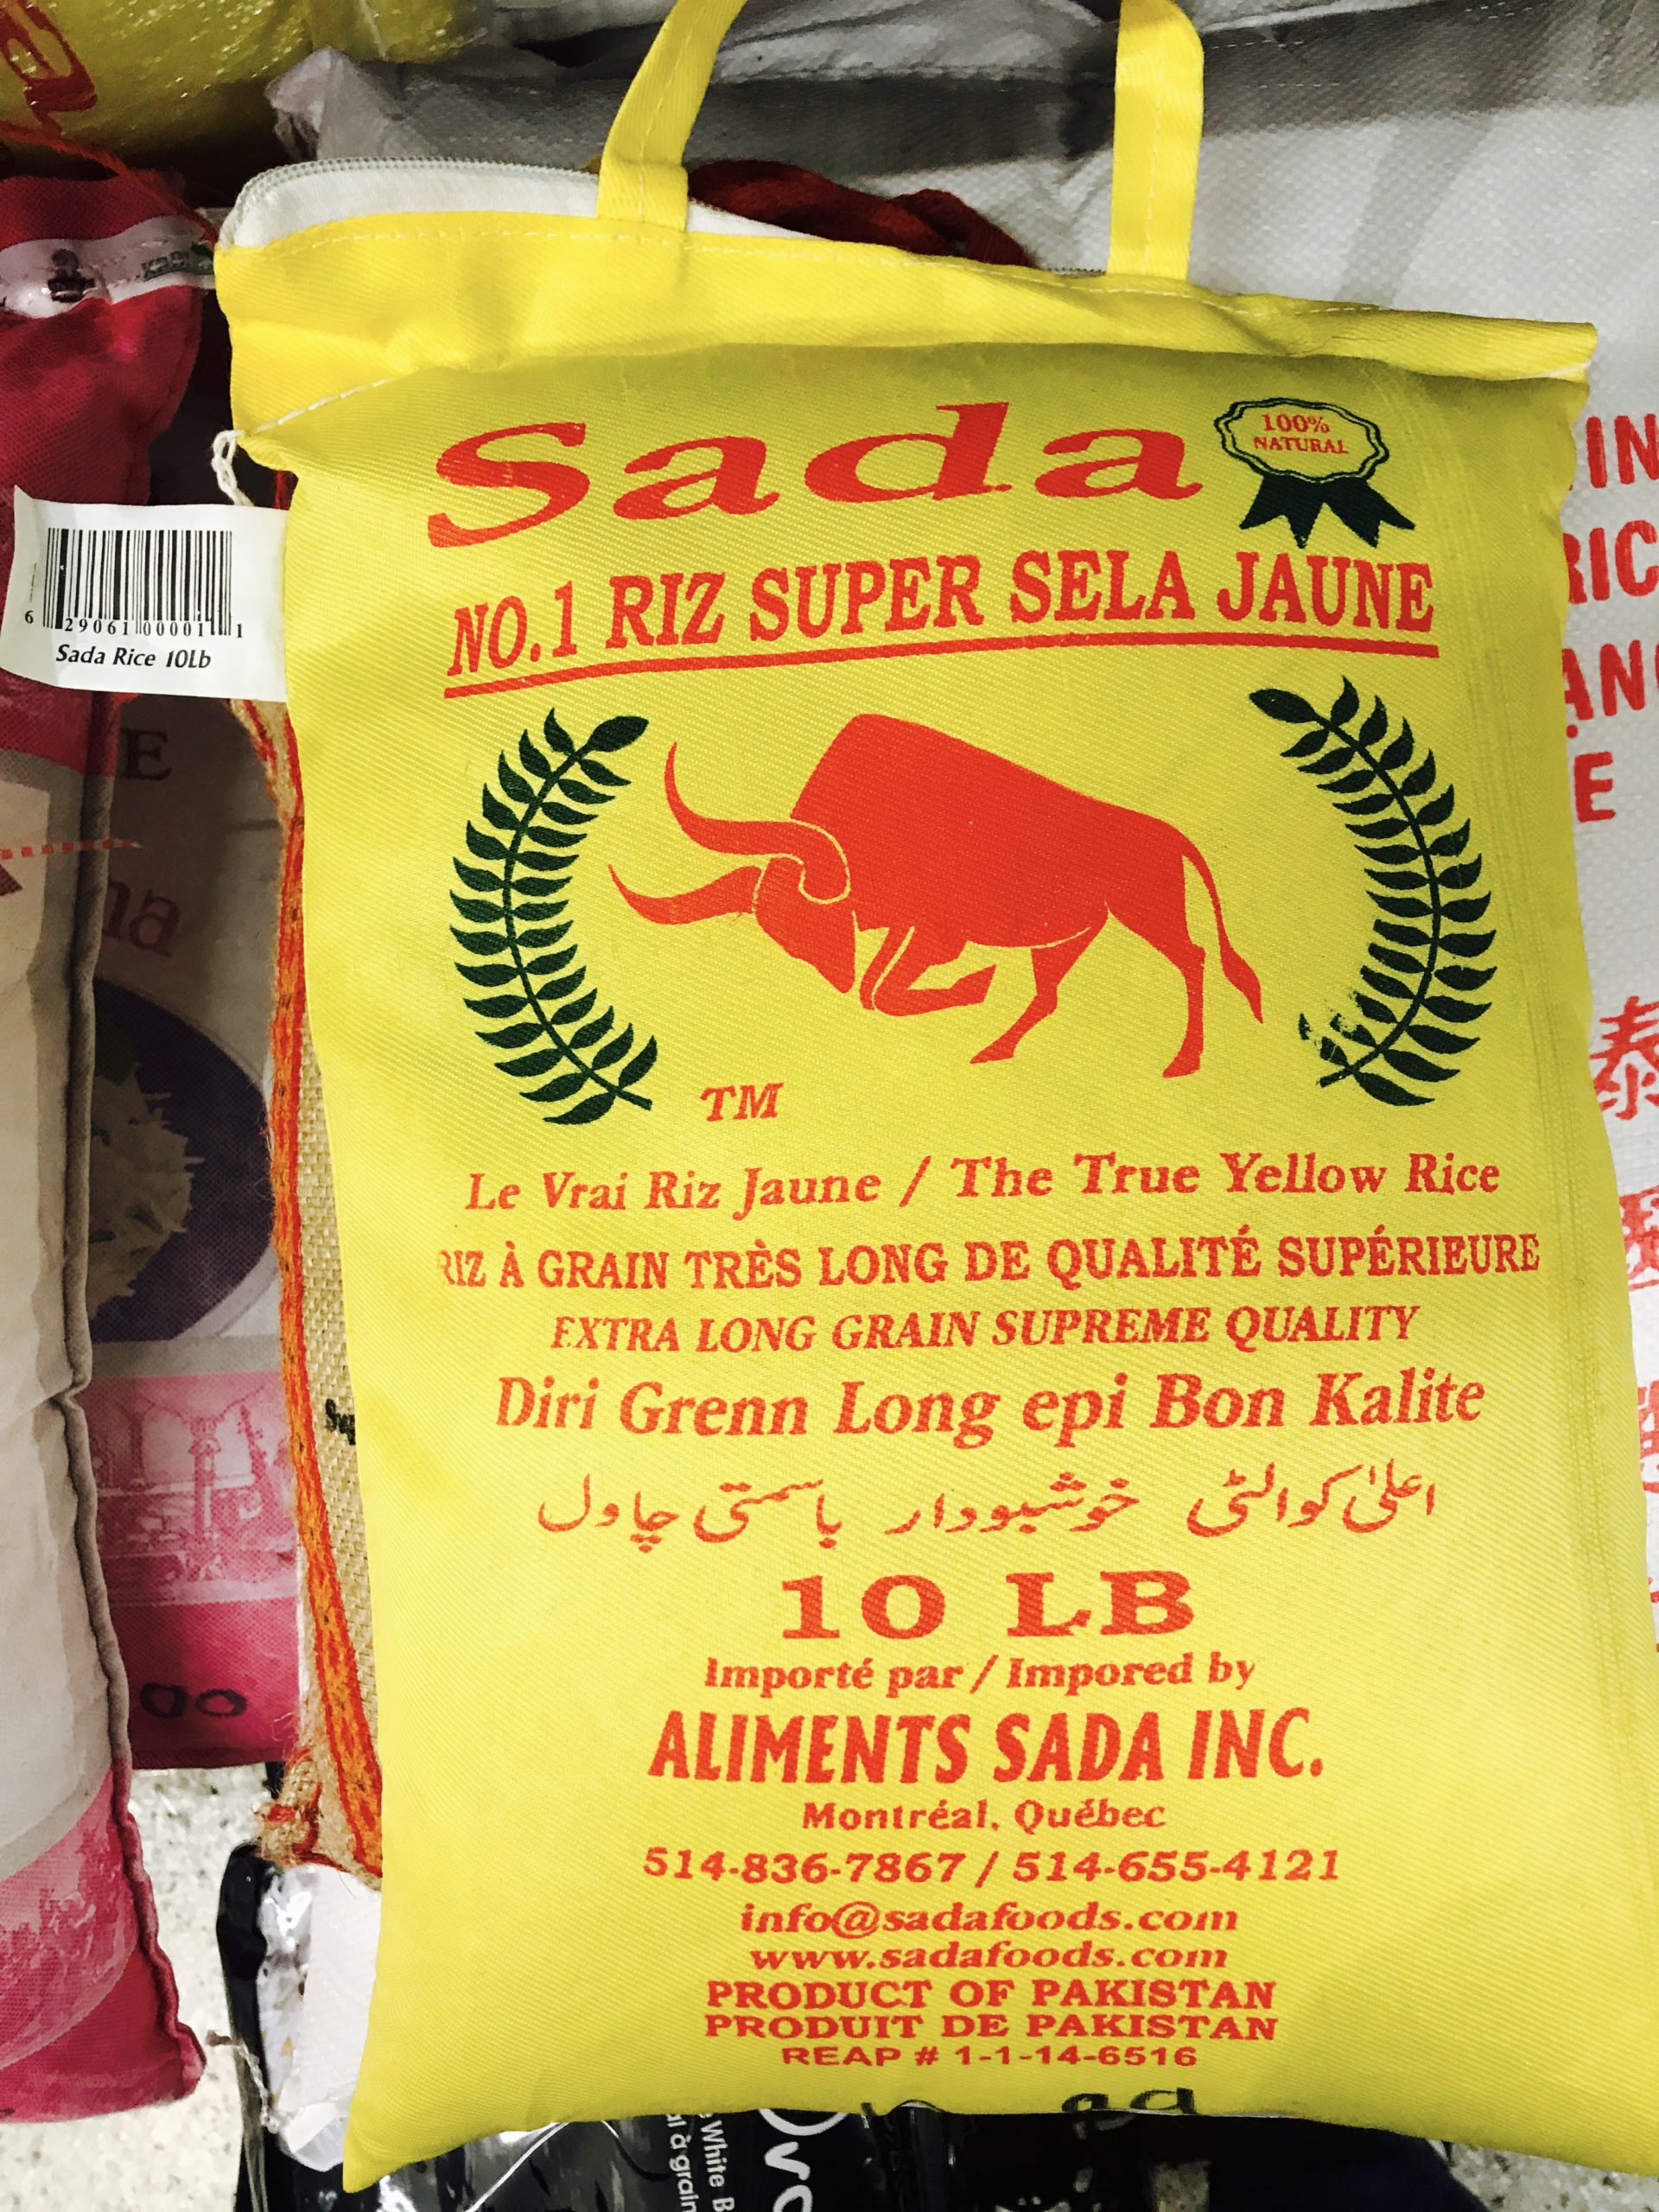 Sada
100%
NATURAL
NO.1 RIZ SUPER SELA JAUNE
6 29061 00001 1
Sada Rice 10Lb
TM
Le Vrai Riz Jaune / The True Yellow Rice
RIZ À GRAIN TRÈS LONG DE QUALITÉ SUPÉRIEURE
EXTRA LONG GRAIN SUPREME QUALITY
Diri Grenn Long epi Bon Kalite
اعلیٰ کوالٹی خوشبودار باسمتی چاول
10 LB
Importé par / Impored by
ALIMENTS SADA INC.
Montréal, Québec
514-836-7867 / 514-655-4121
info@sadafoods.com
www.sadafoods.com
PRODUCT OF PAKISTAN
PRODUIT DE PAKISTAN
REAP # 1-1-14-6516
泰
White B
à grain